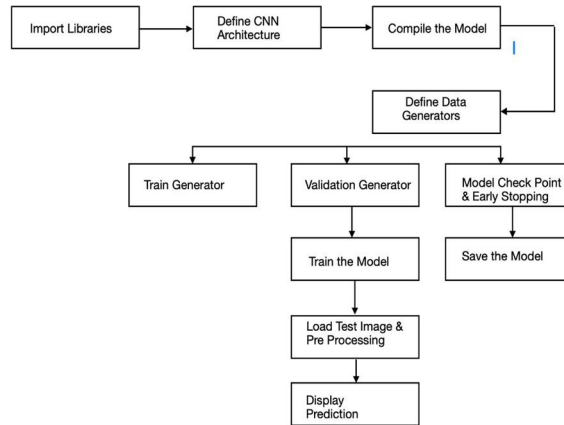 Import Libraries
Define CNN
Architecture
Compile the Model
Define Data
Generators
Train Generator
Validation Generator
Model Check Point
& Early Stopping
Train the Model
Save the Model
Load Test Image &
Pre Processing
Display
Prediction